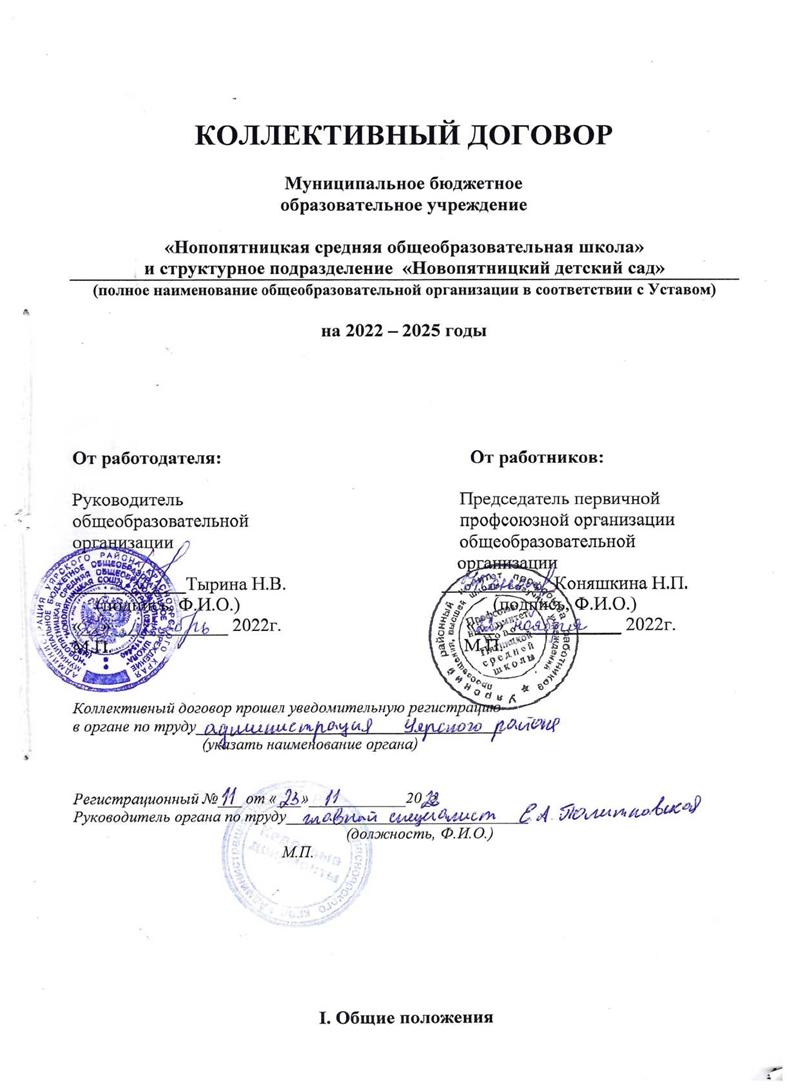 КОЛЛЕКТИВНЫЙ ДОГОВОР
Муниципальное бюджетное
образовательное учреждение
«Нопопятницкая средняя общеобразовательная школа»
и структурное подразделение «Новопятницкий детский сад»
(полное наименование общеобразовательной организации в соответствии с Уставом)
на 2022 – 2025 годы
От работодателя:
Руководитель
общеобразовательной
организации
Тырина Н.В.
(подпись, Ф.И.О.)
2022г.
М.П.
От работников:
Председатель первичной
профсоюзной организации
общеобразовательной
организации
Коняшкина Н.П.
(подпись, Ф.И.О.)
ноября 2022г.
М.П.
Коллективный договор прошел уведомительную регистрацию
в органе по труду администрация Уярского района
(указать наименование органа)
Регистрационный № 11 от « 23 » 11 20 22
Руководитель органа по труду главный специалист Е.А.
(должность, Ф.И.О.)
М.П.
I. Общие положения